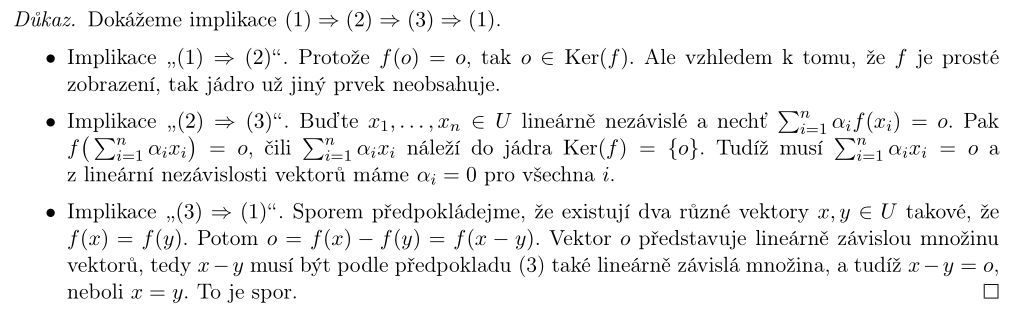 Důkaz. Dokážeme implikace (1) ⇒ (2) ⇒ (3) ⇒ (1).
• Implikace „(1) ⇒ (2)“. Protože f(o) = o, tak o ∈ Ker(f). Ale vzhledem k tomu, že f je prosté
zobrazení, tak jádro už jiný prvek neobsahuje.
• Implikace „(2) ⇒ (3)“. Buďte x₁, . . . , xₙ ∈ U lineárně nezávislé a nechť ∑ⁿᵢ₌₁ αᵢf(xᵢ) = o. Pak
f(∑ⁿᵢ₌₁ αᵢxᵢ) = o, čili ∑ⁿᵢ₌₁ αᵢxᵢ náleží do jádra Ker(f) = {o}. Tudíž musí ∑ⁿᵢ₌₁ αᵢxᵢ = o a
z lineární nezávislosti vektorů máme αᵢ = 0 pro všechna i.
• Implikace „(3) ⇒ (1)“. Sporem předpokládejme, že existují dva různé vektory x, y ∈ U takové, že
f(x) = f(y). Potom o = f(x) − f(y) = f(x − y). Vektor o představuje lineárně závislou množinu
vektorů, tedy x − y musí být podle předpokladu (3) také lineárně závislá množina, a tudíž x − y = o,
neboli x = y. To je spor. □